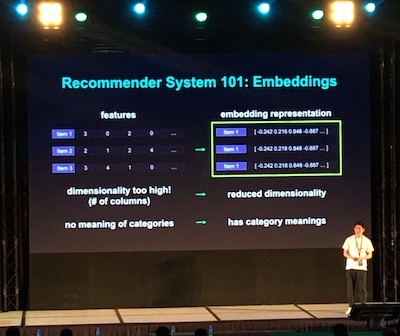 Recommender System 101: Embeddings
features
embedding representation
Item 1 3 0 2 0 ...
Item 2 2 1 2 4 ...
Item 3 3 4 1 0 ...
Item 1 [ -0.242 0.216 0.848 -0.887 ... ]
Item 1 [ -0.242 0.216 0.848 -0.887 ... ]
Item 1 [ -0.242 0.216 0.848 -0.887 ... ]
dimensionality too high!
(# of columns)
reduced dimensionality
no meaning of categories
has category meanings